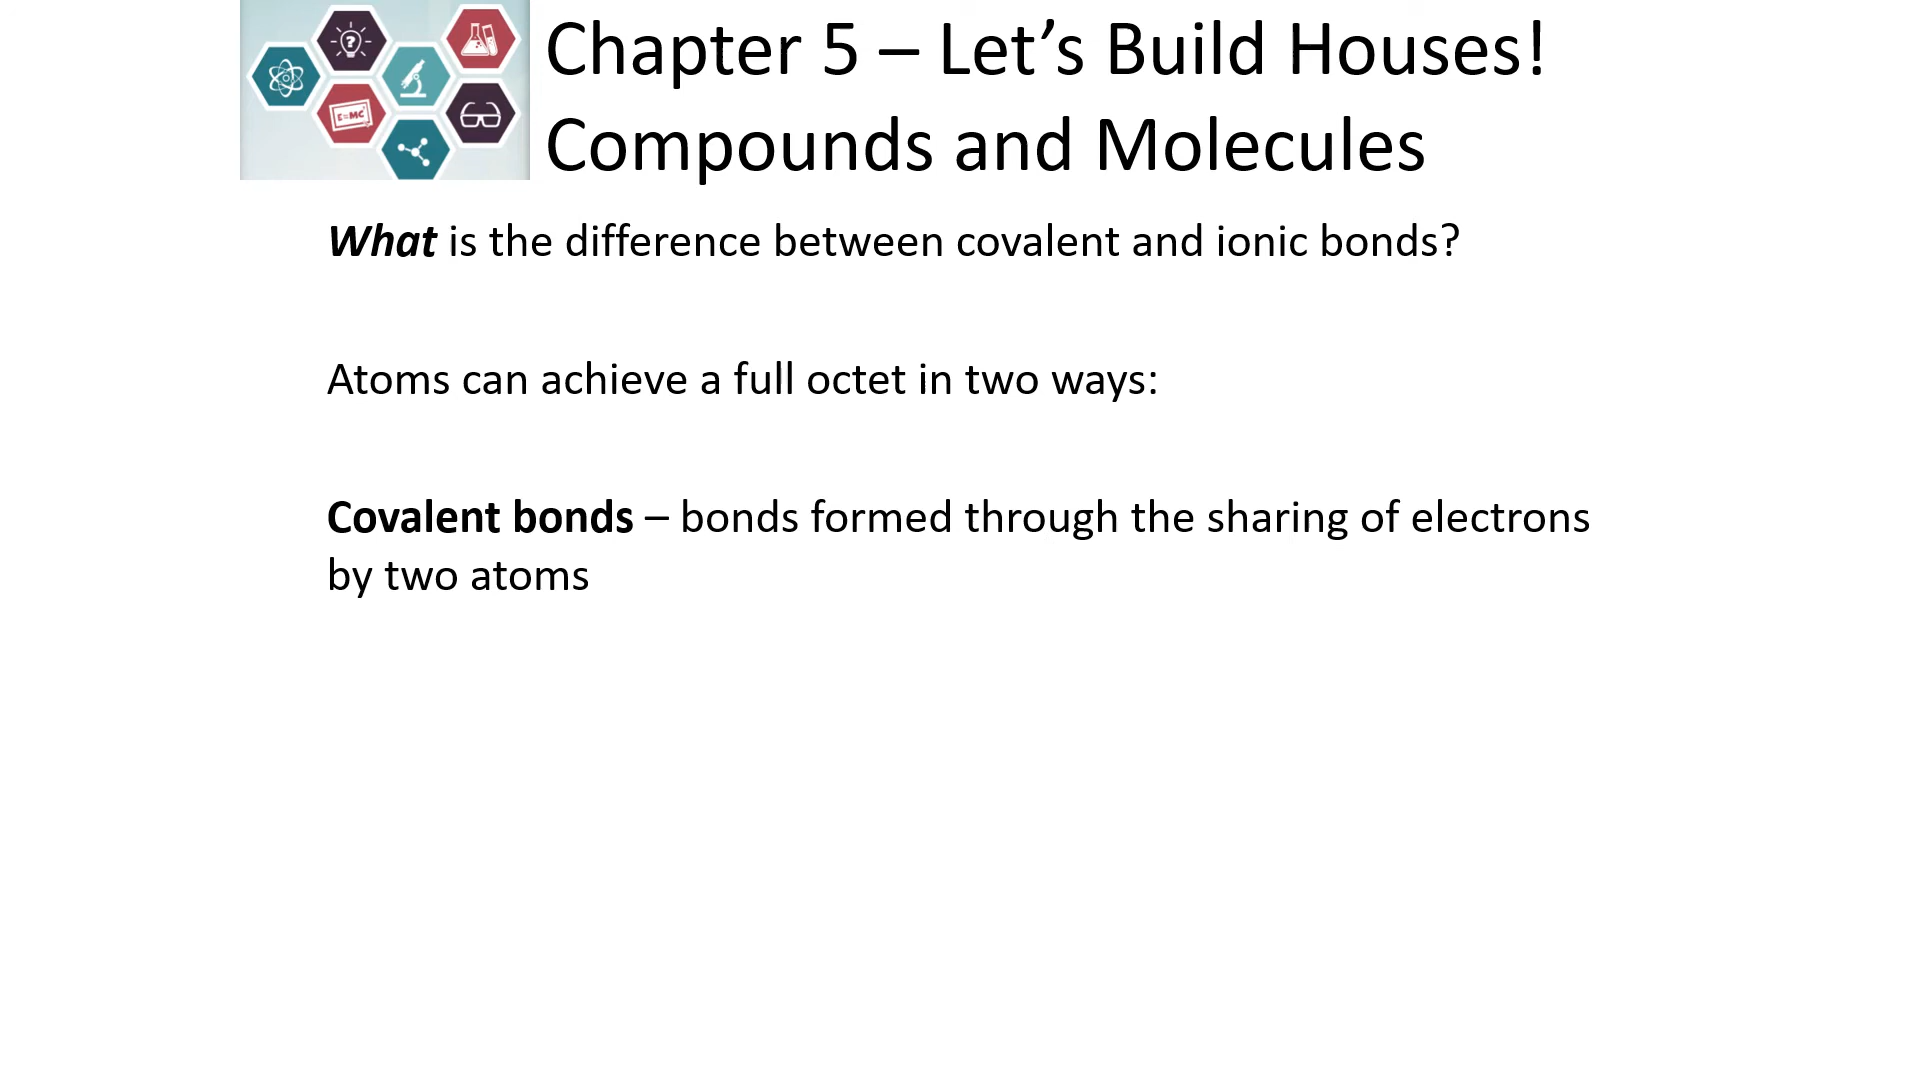 Chapter 5 – Let’s Build Houses!
Compounds and Molecules
E=MC²
What is the difference between covalent and ionic bonds?
Atoms can achieve a full octet in two ways:
Covalent bonds – bonds formed through the sharing of electrons
by two atoms